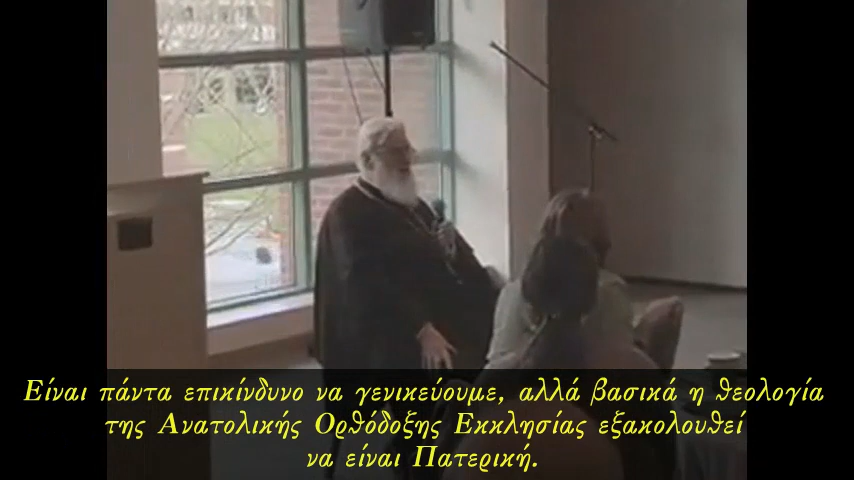 Είναι πάντα επικίνδυνο να γενικεύουμε, αλλά βασικά η θεολογία
της Ανατολικής Ορθόδοξης Εκκλησίας εξακολουθεί
να είναι Πατερική.